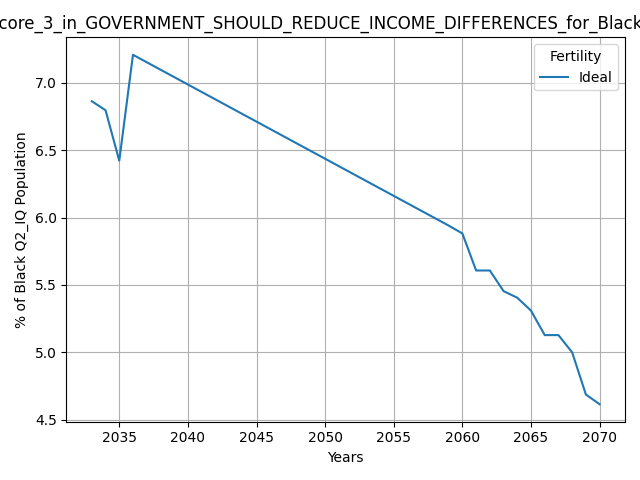 core_3_in_GOVERNMENT_SHOULD_REDUCE_INCOME_DIFFERENCES_for_Black
Fertility
Ideal
7.0
6.5
6.0
5.5
5.0
4.5
% of Black Q2_IQ Population
2035 2040 2045 2050 2055 2060 2065 2070
Years